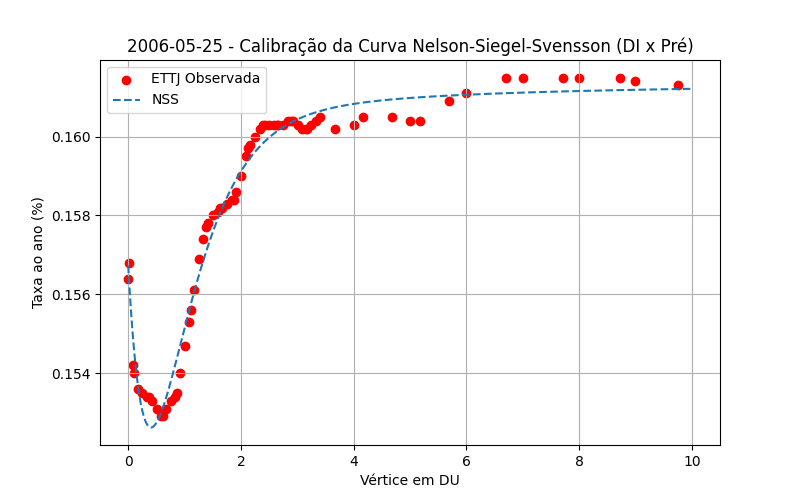 2006-05-25 - Calibração da Curva Nelson-Siegel-Svensson (DI x Pré)
ETTJ Observada
NSS
Taxa ao ano (%)
0.160
0.158
0.156
0.154
0 2 4 6 8 10
Vértice em DU